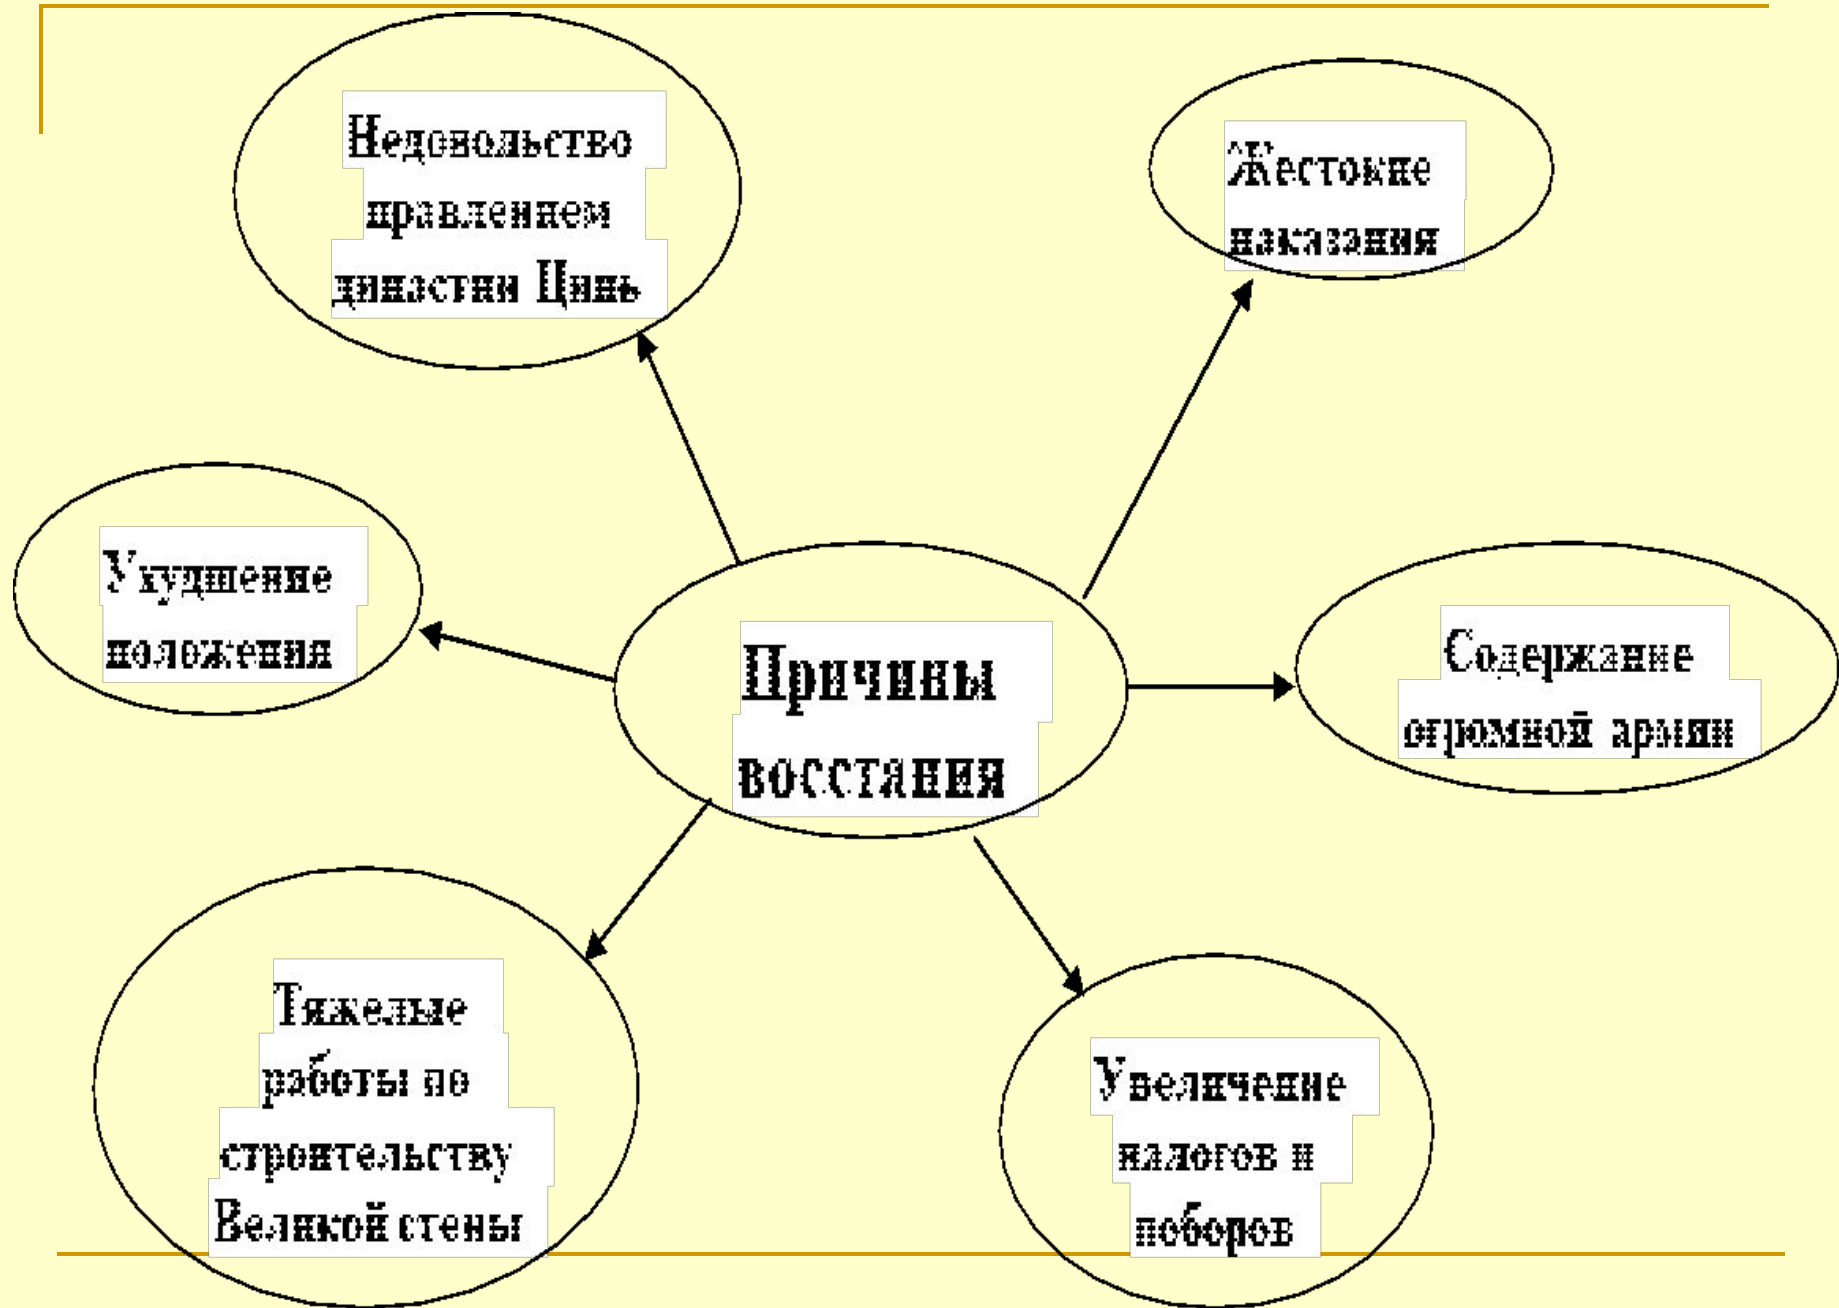 Недовольство
правлением
династии Цинь
Жестокие
наказания
Ухудшение
положения
Причины
восстания
Содержание
огромной армии
Тяжелые
работы по
строительству
Великой стены
Увеличение
налогов и
поборов